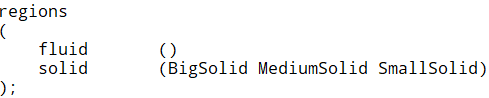 regions
(
    fluid       ()
    solid       (BigSolid MediumSolid SmallSolid)
);